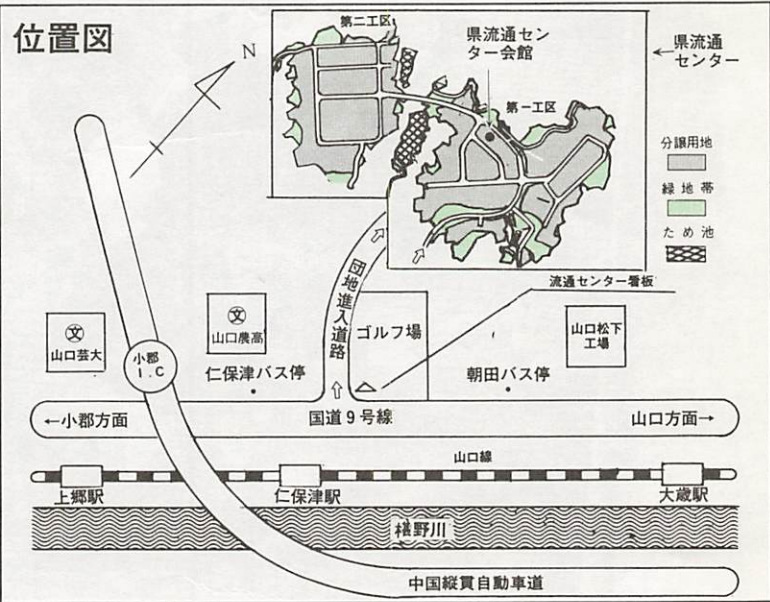 位置図
N
第二工区
県流通セン
ター会館
県流通
センター
第一工区
分譲用地
緑地帯
ため池
流通センター看板
団地進入道路
ゴルフ場
文
山口芸大
文
山口農高
小郡
I.C
山口松下
工場
仁保津バス停
朝田バス停
←小郡方面
国道9号線
山口方面→
山口線
上郷駅
仁保津駅
大蔵駅
椹野川
中国縦貫自動車道